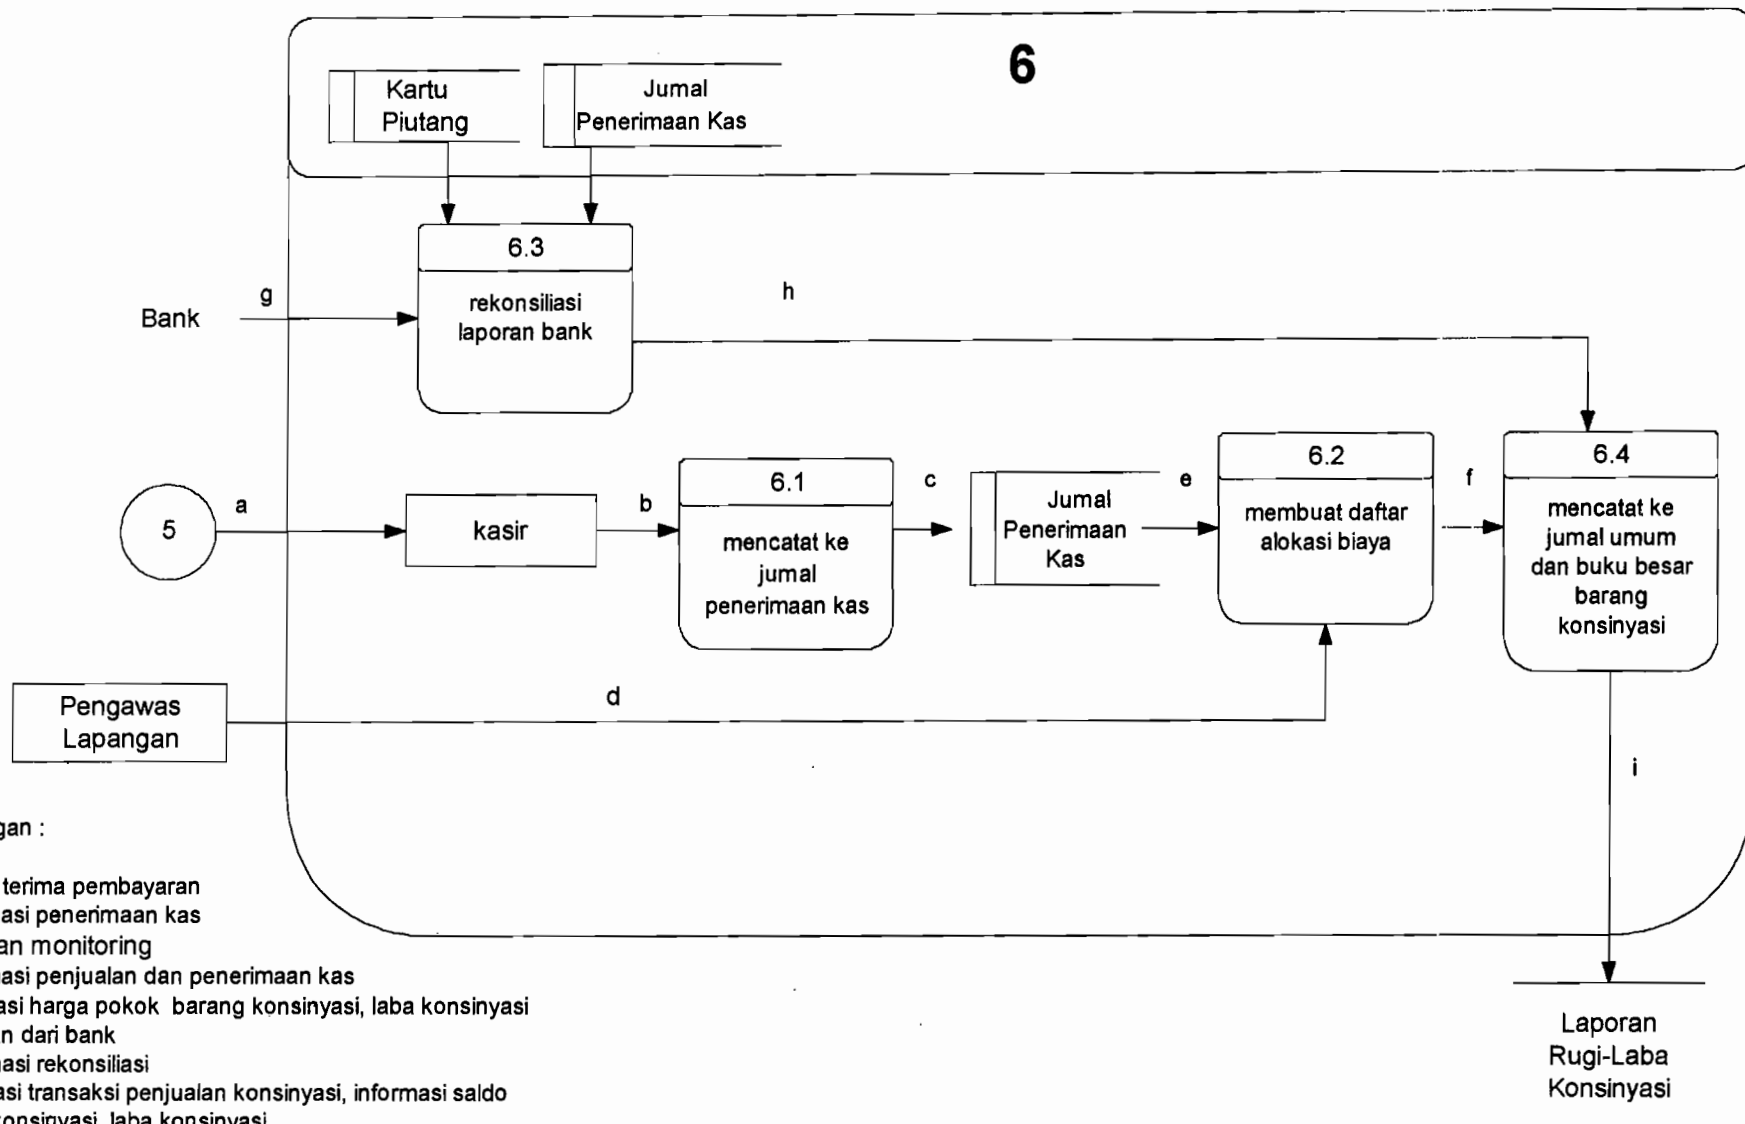 6
Kartu
Piutang
Jumal
Penerimaan Kas
6.3
rekonsiliasi
laporan bank
Bank
g
h
5
a
kasir
b
6.1
mencatat ke
jumal
penerimaan kas
c
Jumal
Penerimaan
Kas
e
6.2
membuat daftar
alokasi biaya
f
6.4
mencatat ke
jumal umum
dan buku besar
barang
konsinyasi
Pengawas
Lapangan
d
i
gan :
terima pembayaran
asi penerimaan kas
an monitoring
asi penjualan dan penerimaan kas
asi harga pokok barang konsinyasi, laba konsinyasi
n dari bank
asi rekonsiliasi
asi transaksi penjualan konsinyasi, informasi saldo
konsinyasi, laba konsinyasi
Laporan
Rugi-Laba
Konsinyasi